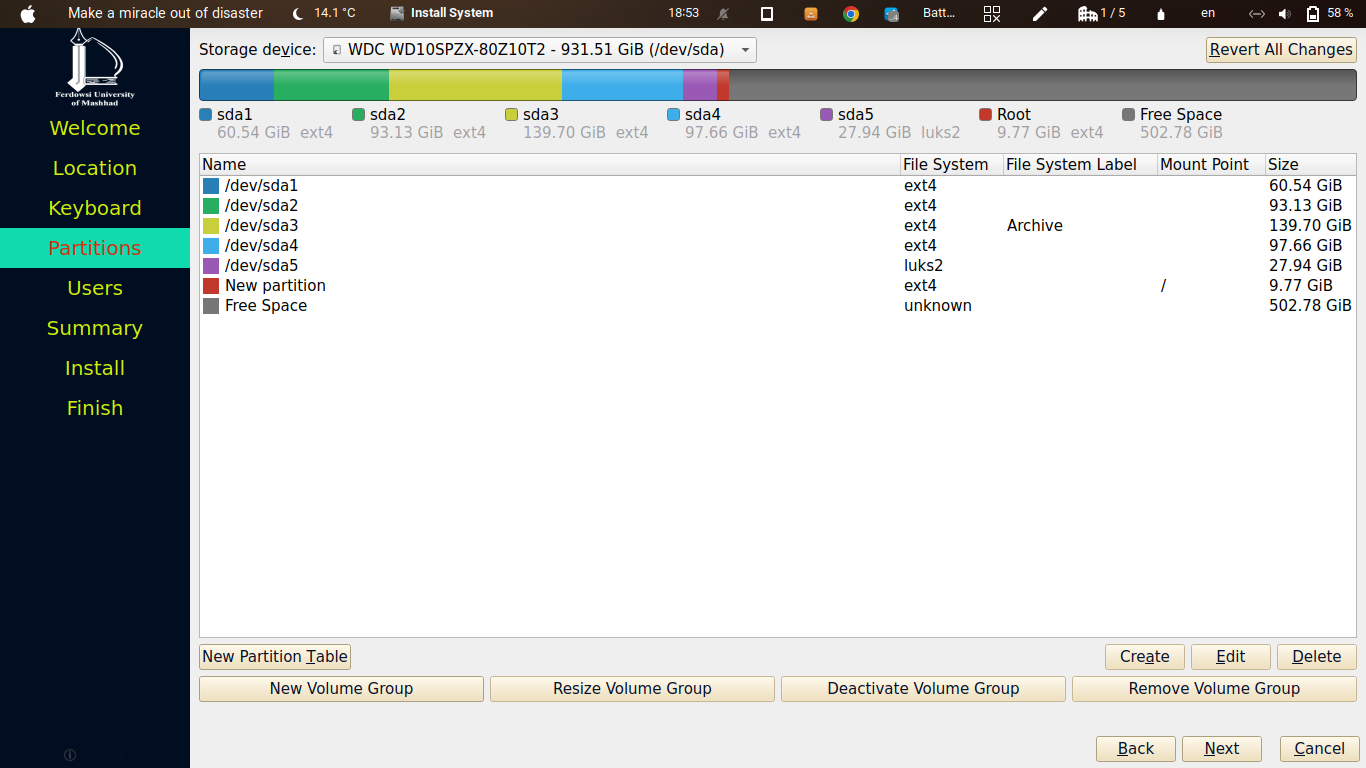 Make a miracle out of disaster 14.1 °C Install System 18:53 Batt... 1 / 5 en 58 %
Ferdowsi University
of Mashhad
Welcome
Location
Keyboard
Partitions
Users
Summary
Install
Finish
Storage device: WDC WD10SPZX-80Z10T2 - 931.51 GiB (/dev/sda) Revert All Changes
sda1 sda2 sda3 sda4 sda5 Root Free Space
60.54 GiB ext4 93.13 GiB ext4 139.70 GiB ext4 97.66 GiB ext4 27.94 GiB luks2 9.77 GiB ext4 502.78 GiB
Name File System File System Label Mount Point Size
/dev/sda1 ext4 60.54 GiB
/dev/sda2 ext4 93.13 GiB
/dev/sda3 ext4 Archive 139.70 GiB
/dev/sda4 ext4 97.66 GiB
/dev/sda5 luks2 27.94 GiB
New partition ext4 / 9.77 GiB
Free Space unknown 502.78 GiB
New Partition Table Create Edit Delete
New Volume Group Resize Volume Group Deactivate Volume Group Remove Volume Group
Back Next Cancel